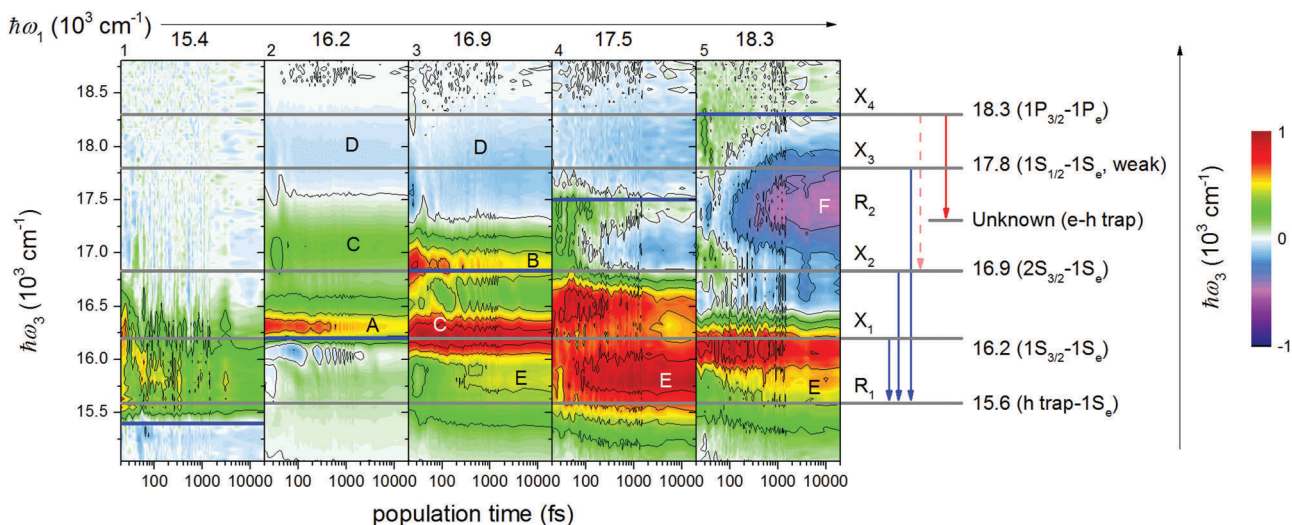 ħω₁ (10³ cm⁻¹)
15.4 16.2 16.9 17.5 18.3
1 2 3 4 5
ħω₃ (10³ cm⁻¹)
18.5
18.0
17.5
17.0
16.5
16.0
15.5
D D
C
B
A C
E E E
F
X₄
X₃
R₂
X₂
X₁
R₁
18.3 (1P₃/₂-1Pₑ)
17.8 (1S₁/₂-1Sₑ, weak)
Unknown (e-h trap)
16.9 (2S₃/₂-1Sₑ)
16.2 (1S₃/₂-1Sₑ)
15.6 (h trap-1Sₑ)
ħω₃ (10³ cm⁻¹)
1
0
-1
100 1000 10000 100 1000 10000 100 1000 10000 100 1000 10000 100 1000 10000
population time (fs)